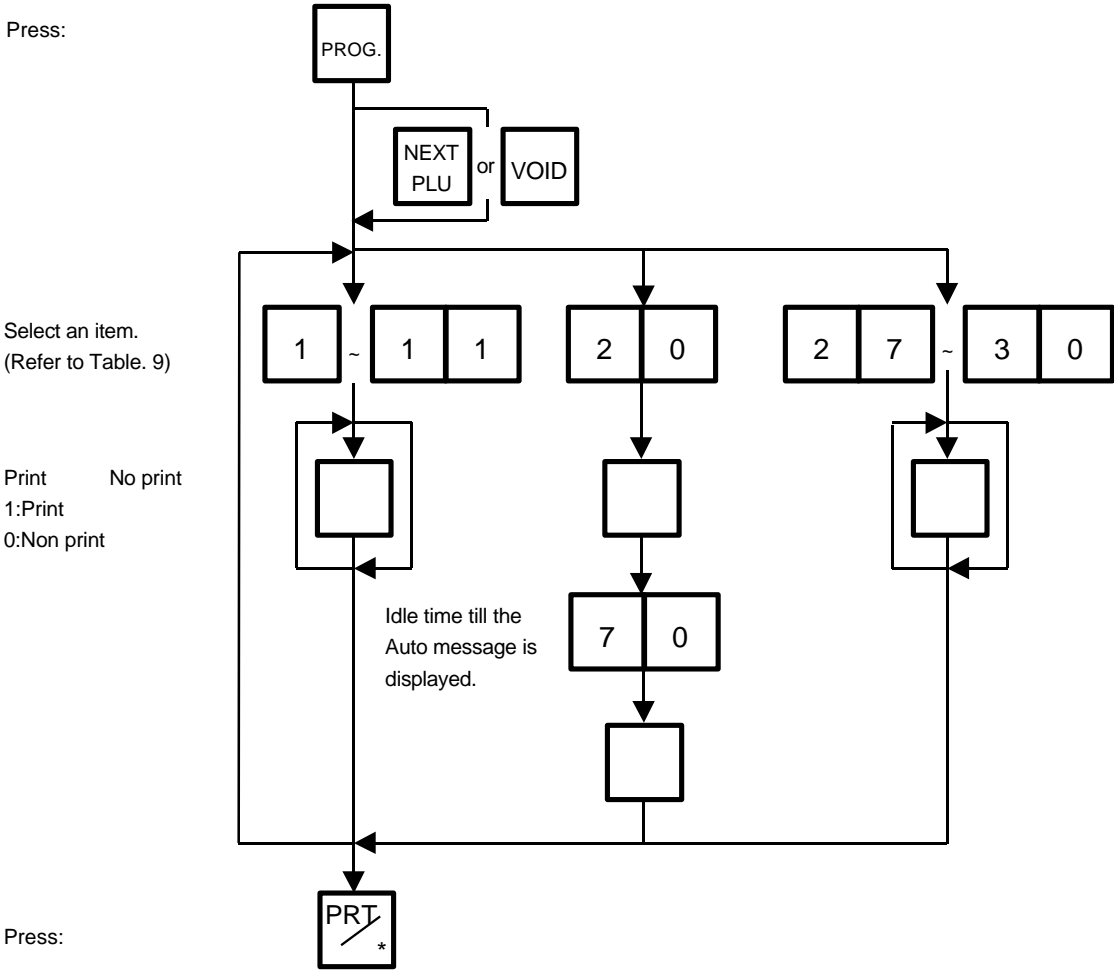 Press:
PROG.
NEXT
PLU
or
VOID
Select an item.
(Refer to Table. 9)
1 ~ 1 1
2 0
2 7 ~ 3 0
Print No print
1:Print
0:Non print
Idle time till the
Auto message is
displayed.
7 0
Press:
PRT
*